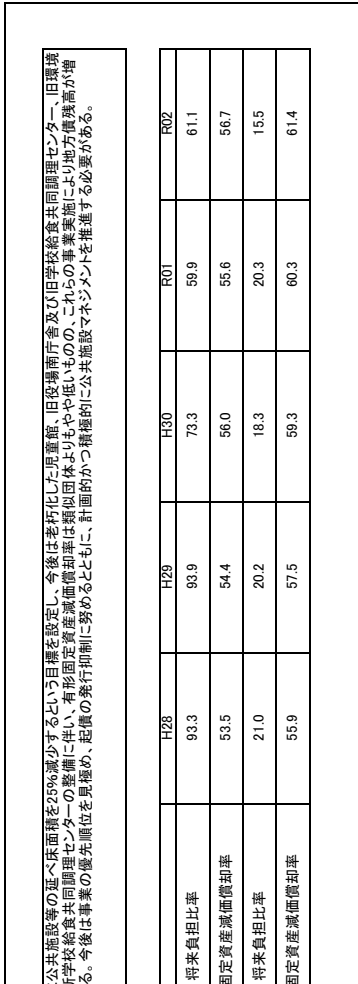 公共施設等の延べ床面積を25%減少するという目標を設定し、今後は老朽化した児童館、旧役場南庁舎及び旧学校給食共同調理センター、旧環境
新学校給食共同調理センターの整備に伴い、有形固定資産減価償却率は類似団体よりもやや低いものの、これらの事業実施により地方債残高が増
る。今後は事業の優先順位を見極め、起債の発行抑制に努めるとともに、計画的かつ積極的に公共施設マネジメントを推進する必要がある。
H28 H29 H30 R01 R02
将来負担比率 93.3 93.9 73.3 59.9 61.1
固定資産減価償却率 53.5 54.4 56.0 55.6 56.7
将来負担比率 21.0 20.2 18.3 20.3 15.5
固定資産減価償却率 55.9 57.5 59.3 60.3 61.4